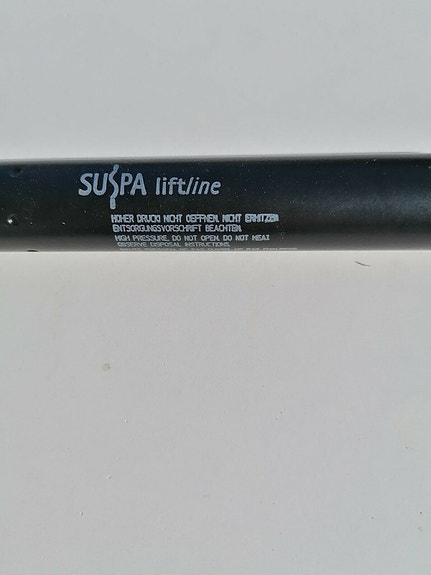 SUSPA liftline
HOHER DRUCK! NICHT OEFFNEN. NICHT ERHITZEN!
ENTSORGUNGSVORSCHRIFT BEACHTEN.
HIGH PRESSURE, DO NOT OPEN, DO NOT HEAT
OBSERVE DISPOSAL INSTRUCTIONS.